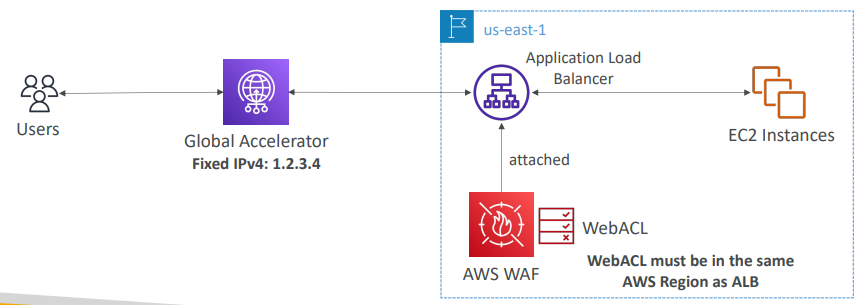 us-east-1
Application Load
Balancer
Users
Global Accelerator
Fixed IPv4: 1.2.3.4
EC2 Instances
attached
WebACL
AWS WAF
WebACL must be in the same
AWS Region as ALB